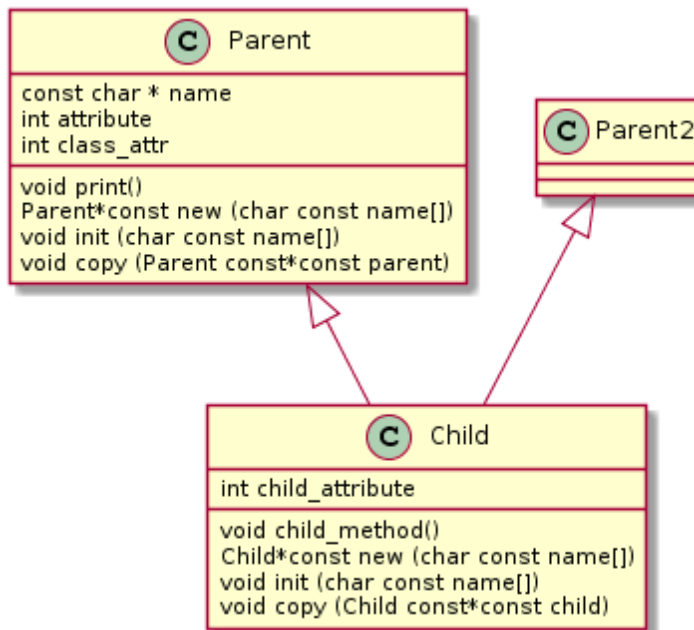 C Parent
const char * name
int attribute
int class_attr
void print()
Parent*const new (char const name[])
void init (char const name[])
void copy (Parent const*const parent)
C Parent2
C Child
int child_attribute
void child_method()
Child*const new (char const name[])
void init (char const name[])
void copy (Child const*const child)